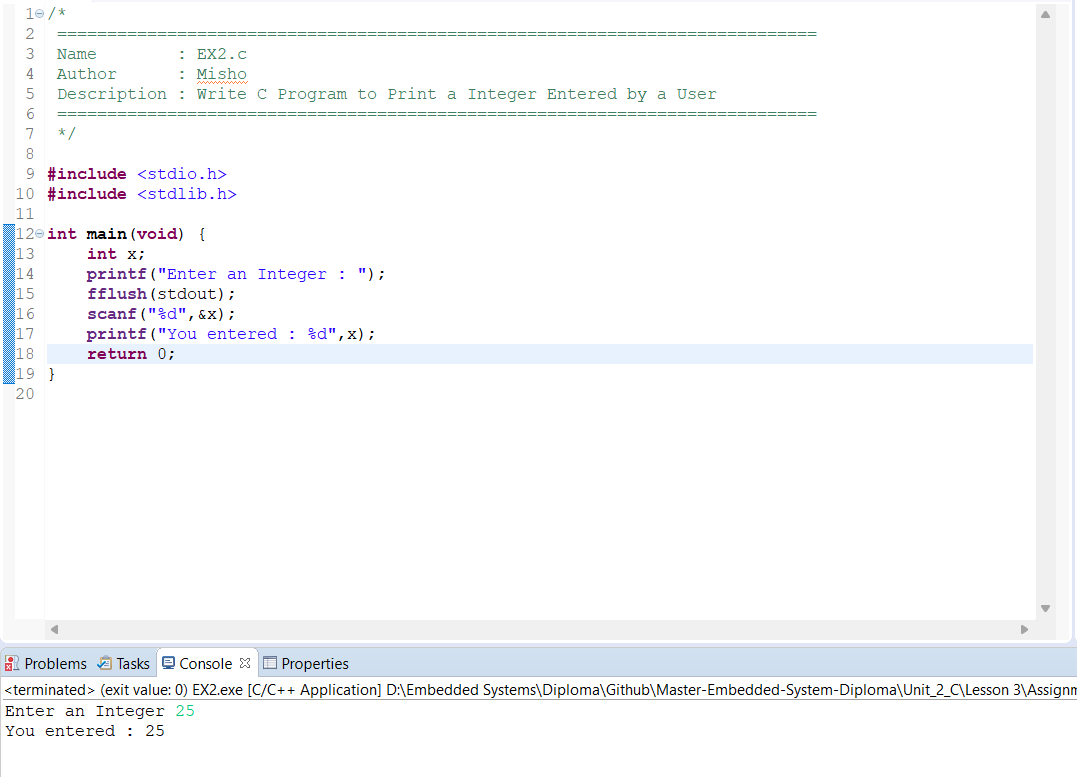 1 /*
2 ============================================================================
3 Name        : EX2.c
4 Author      : Misho
5 Description : Write C Program to Print a Integer Entered by a User
6 ============================================================================
7 */
8
9 #include <stdio.h>
10 #include <stdlib.h>
11
12 int main(void) {
13     int x;
14     printf("Enter an Integer : ");
15     fflush(stdout);
16     scanf("%d",&x);
17     printf("You entered : %d",x);
18     return 0;
19 }
20
Problems Tasks Console Properties
<terminated> (exit value: 0) EX2.exe [C/C++ Application] D:\Embedded Systems\Diploma\Github\Master-Embedded-System-Diploma\Unit_2_C\Lesson 3\Assignm
Enter an Integer 25
You entered : 25